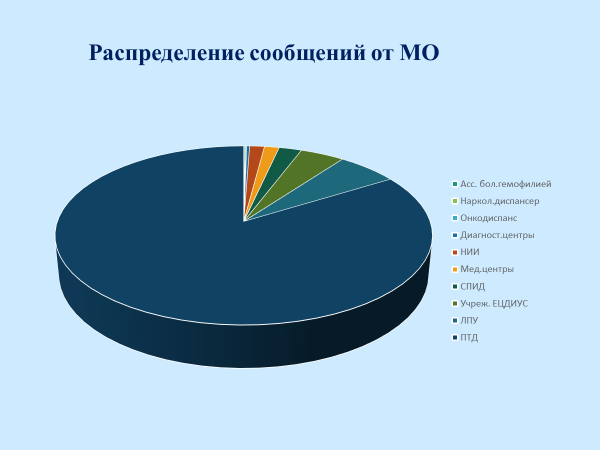 Распределение сообщений от МО
Асс. бол.гемофилией
Наркол.диспансер
Онкодиспанс
Диагност.центры
НИИ
Мед.центры
СПИД
Учреж. ЕЦДИУС
ЛПУ
ПТД